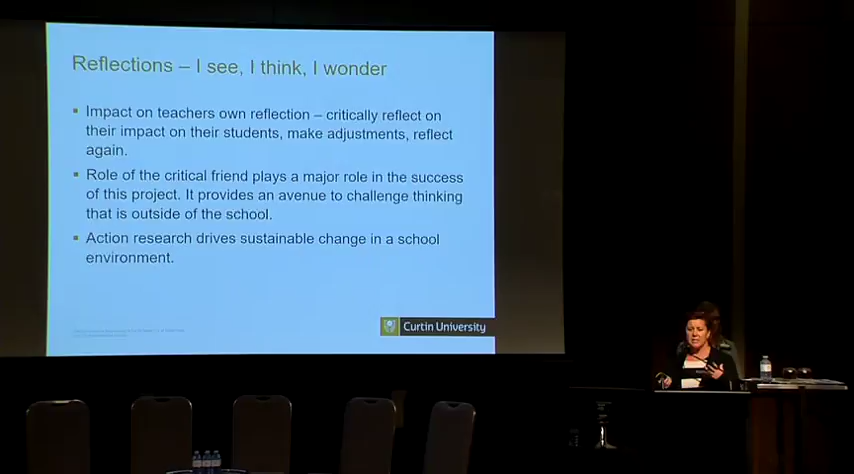 Reflections – I see, I think, I wonder
▪ Impact on teachers own reflection – critically reflect on
their impact on their students, make adjustments, reflect
again.
▪ Role of the critical friend plays a major role in the success
of this project. It provides an avenue to challenge thinking
that is outside of the school.
▪ Action research drives sustainable change in a school
environment.
Curtin University